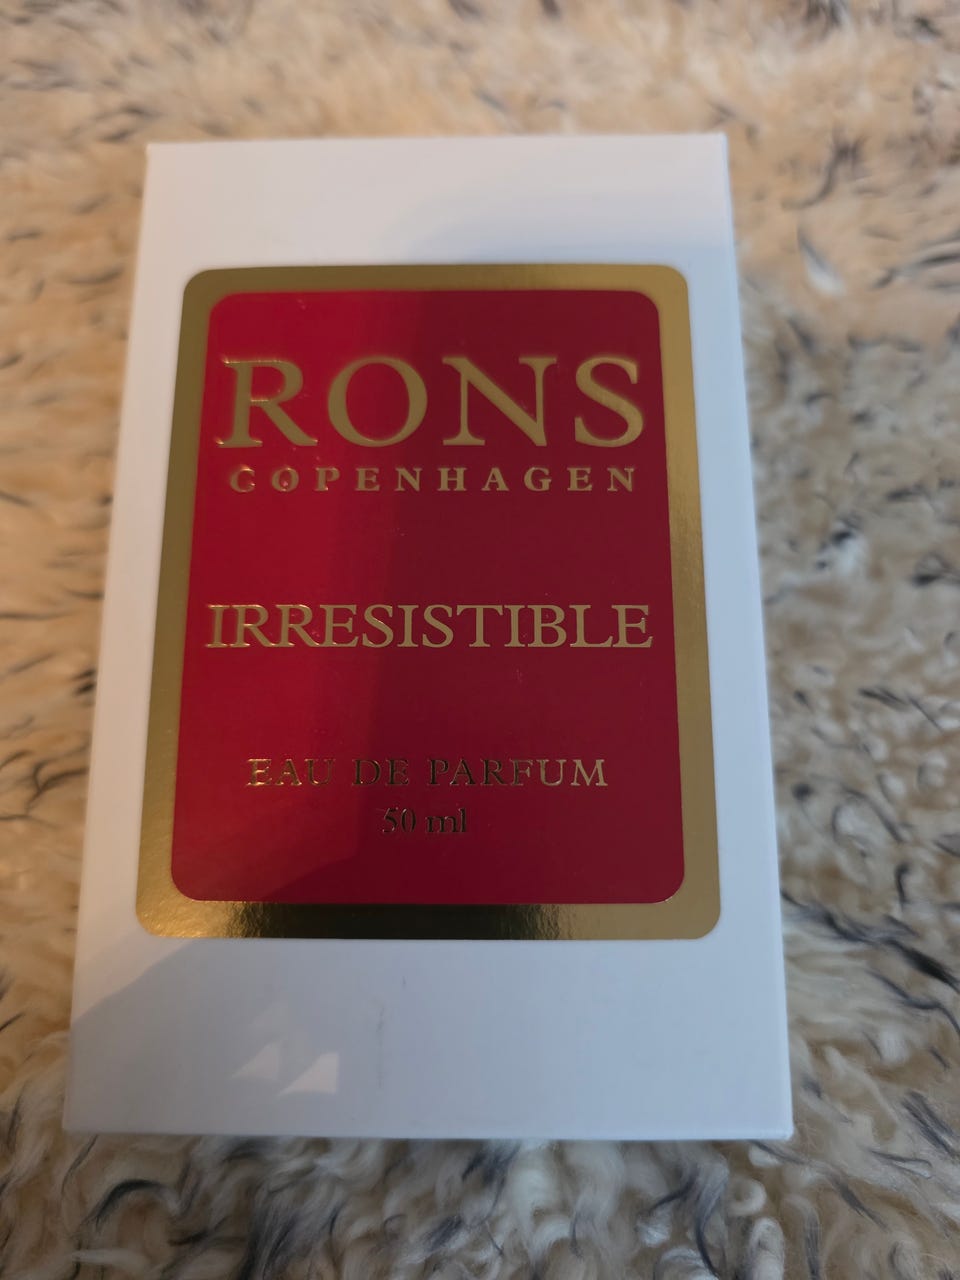 RONS
COPENHAGEN
IRRESISTIBLE
EAU DE PARFUM
50 ml